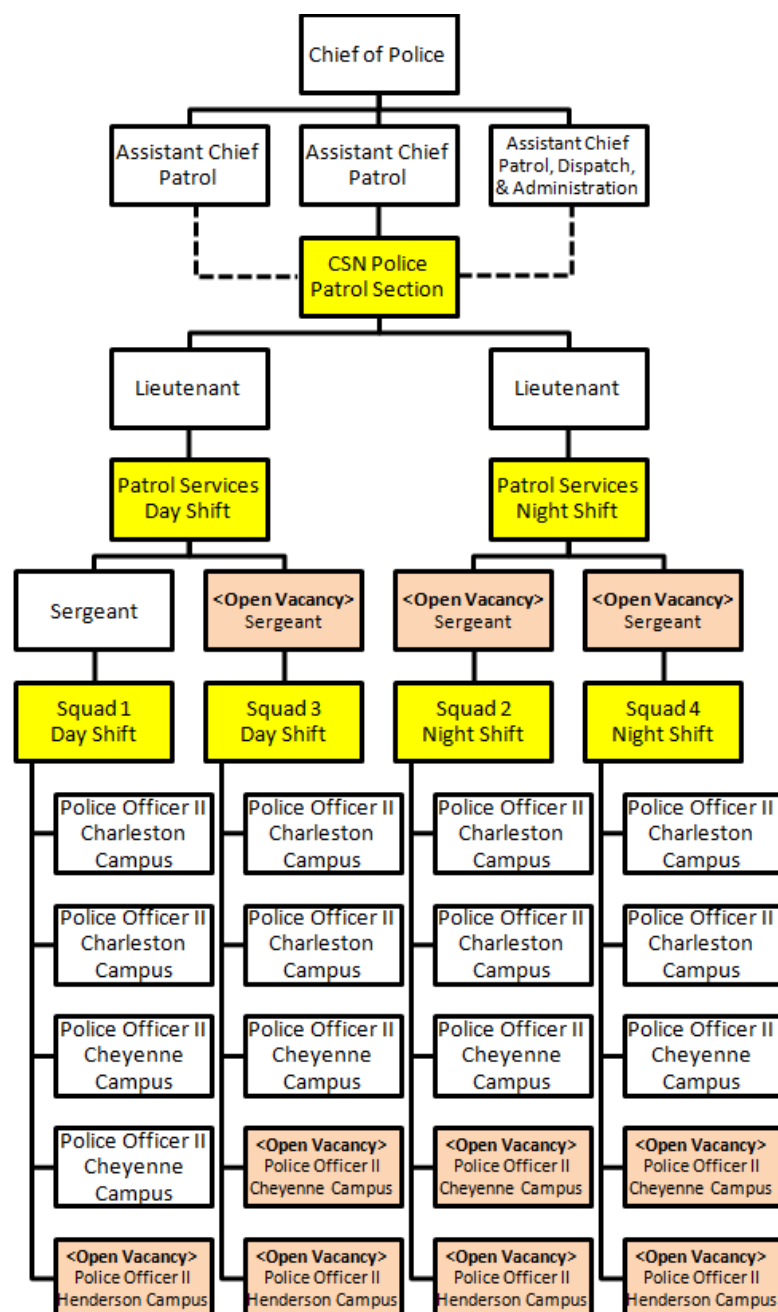 Chief of Police
Assistant Chief
Patrol
Assistant Chief
Patrol
Assistant Chief
Patrol, Dispatch,
& Administration
CSN Police
Patrol Section
Lieutenant
Lieutenant
Patrol Services
Day Shift
Patrol Services
Night Shift
Sergeant
<Open Vacancy>
Sergeant
<Open Vacancy>
Sergeant
<Open Vacancy>
Sergeant
Squad 1
Day Shift
Squad 3
Day Shift
Squad 2
Night Shift
Squad 4
Night Shift
Police Officer II
Charleston
Campus
Police Officer II
Charleston
Campus
Police Officer II
Charleston
Campus
Police Officer II
Charleston
Campus
Police Officer II
Charleston
Campus
Police Officer II
Charleston
Campus
Police Officer II
Charleston
Campus
Police Officer II
Charleston
Campus
Police Officer II
Cheyenne
Campus
Police Officer II
Cheyenne
Campus
Police Officer II
Cheyenne
Campus
Police Officer II
Cheyenne
Campus
Police Officer II
Cheyenne
Campus
<Open Vacancy>
Police Officer II
Cheyenne Campus
<Open Vacancy>
Police Officer II
Cheyenne Campus
<Open Vacancy>
Police Officer II
Cheyenne Campus
<Open Vacancy>
Police Officer II
Henderson Campus
<Open Vacancy>
Police Officer II
Henderson Campus
<Open Vacancy>
Police Officer II
Henderson Campus
<Open Vacancy>
Police Officer II
Henderson Campus